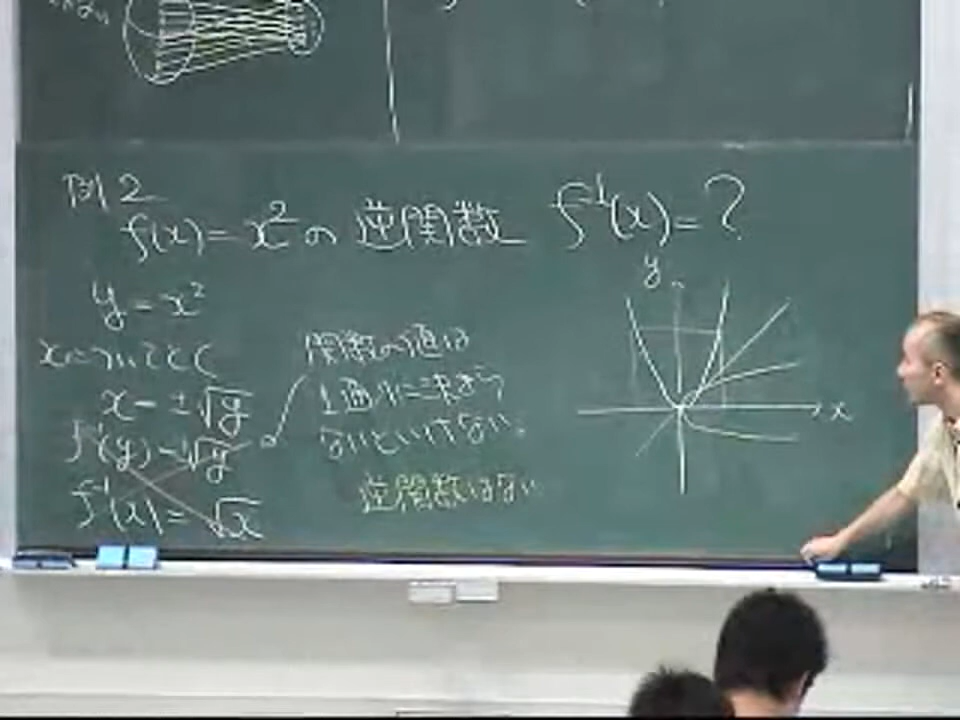 例2
f(x) = x² の 逆関数 f⁻¹(x) = ?
y = x²
xについてとく
x = ±√y
f⁻¹(y) = ±√y
f⁻¹(x) = √x
関数の値は
1通りに決まら
ないといけない。
逆関数はない
y
x